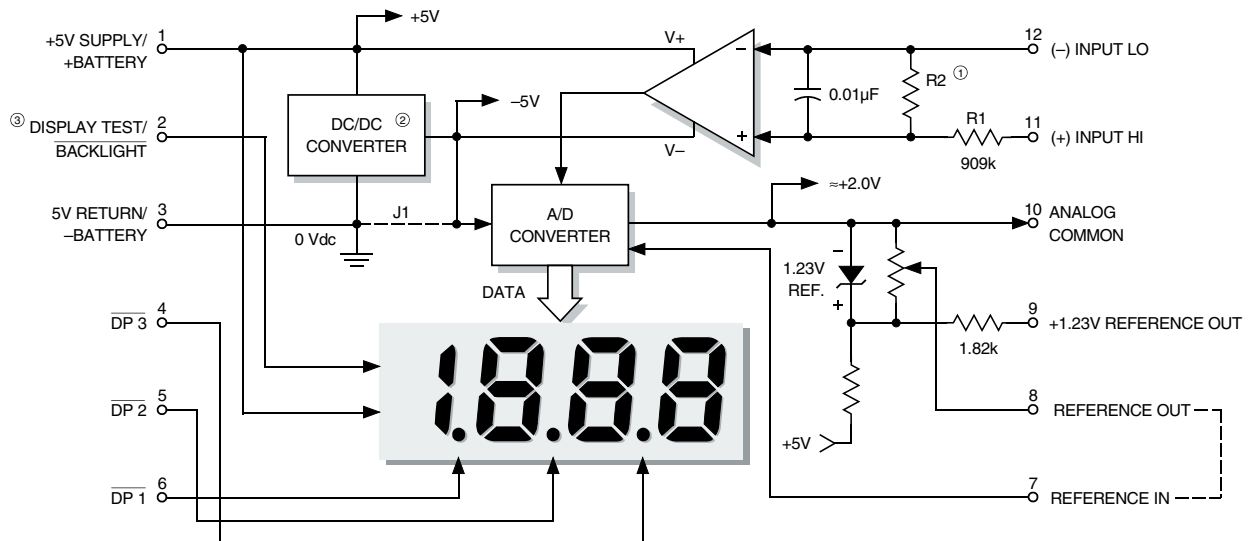 +5V
+5V SUPPLY/
+BATTERY
1
V+
12
(–) INPUT LO
–5V
0.01µF
R2 ①
③ DISPLAY TEST/
BACKLIGHT
2
DC/DC ②
CONVERTER
V–
R1
909k
11
(+) INPUT HI
≈+2.0V
5V RETURN/
–BATTERY
3
0 Vdc
J1
A/D
CONVERTER
10
ANALOG
COMMON
1.23V
REF.
–
+
DATA
DP 3
4
1.82k
9
+1.23V REFERENCE OUT
1.8.8.8
DP 2
5
8
REFERENCE OUT
+5V
DP 1
6
7
REFERENCE IN